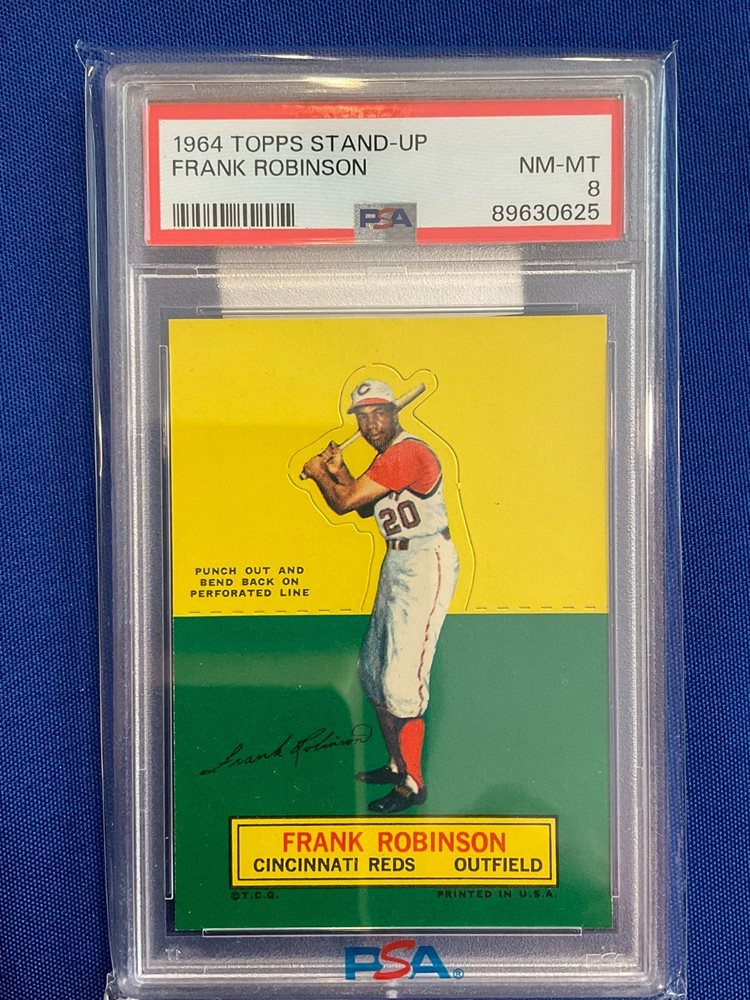 1964 TOPPS STAND-UP
FRANK ROBINSON
NM-MT
8
89630625
PSA
C
20
PUNCH OUT AND
BEND BACK ON
PERFORATED LINE
Frank Robinson
FRANK ROBINSON
CINCINNATI REDS OUTFIELD
©T.C.G. PRINTED IN U.S.A.
PSA®